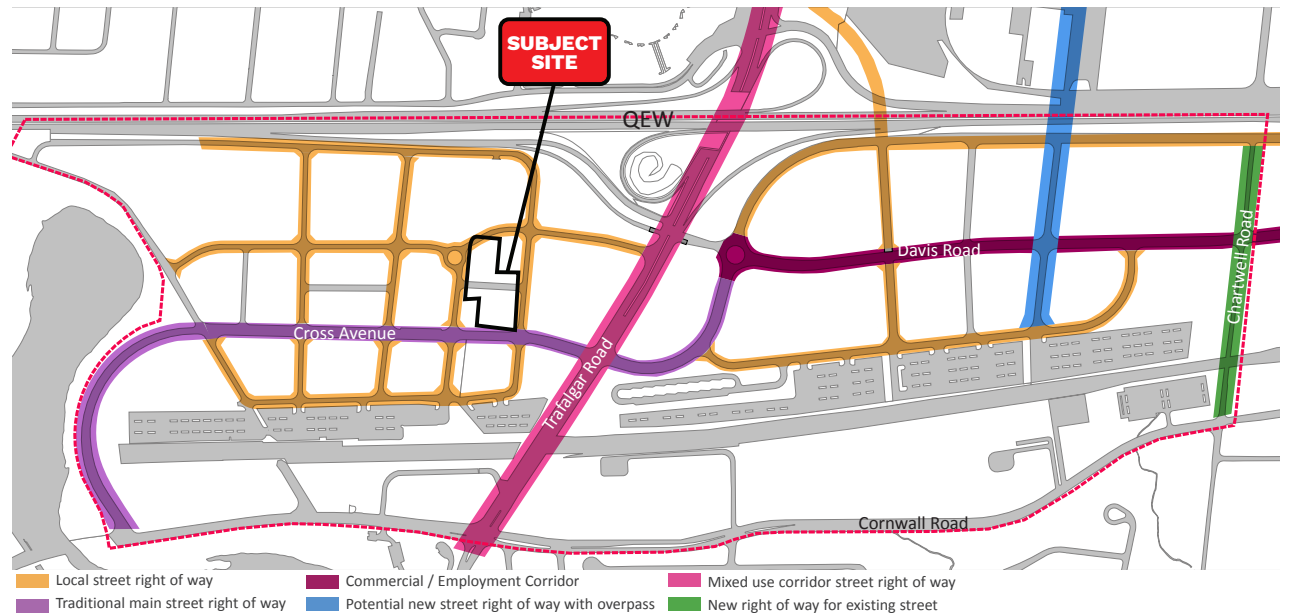 SUBJECT
SITE
QEW
Davis Road
Chartwell Road
Cross Avenue
Trafalgar Road
Cornwall Road
Local street right of way
Commercial / Employment Corridor
Mixed use corridor street right of way
Traditional main street right of way
Potential new street right of way with overpass
New right of way for existing street